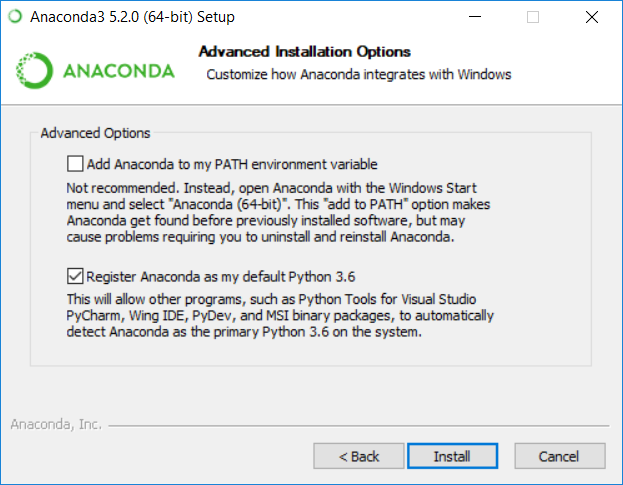 Anaconda3 5.2.0 (64-bit) Setup
Advanced Installation Options
Customize how Anaconda integrates with Windows
ANACONDA
Advanced Options
Add Anaconda to my PATH environment variable
Not recommended. Instead, open Anaconda with the Windows Start
menu and select "Anaconda (64-bit)". This "add to PATH" option makes
Anaconda get found before previously installed software, but may
cause problems requiring you to uninstall and reinstall Anaconda.
Register Anaconda as my default Python 3.6
This will allow other programs, such as Python Tools for Visual Studio
PyCharm, Wing IDE, PyDev, and MSI binary packages, to automatically
detect Anaconda as the primary Python 3.6 on the system.
Anaconda, Inc.
< Back Install Cancel